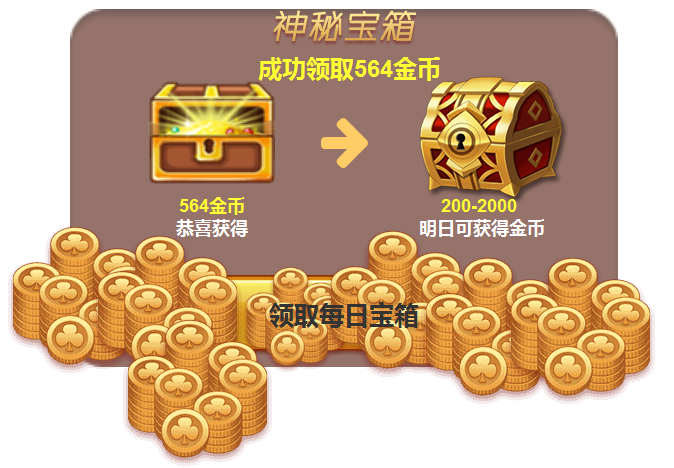 神秘宝箱
成功领取564金币
564金币
恭喜获得
200-2000
明日可获得金币
领取每日宝箱